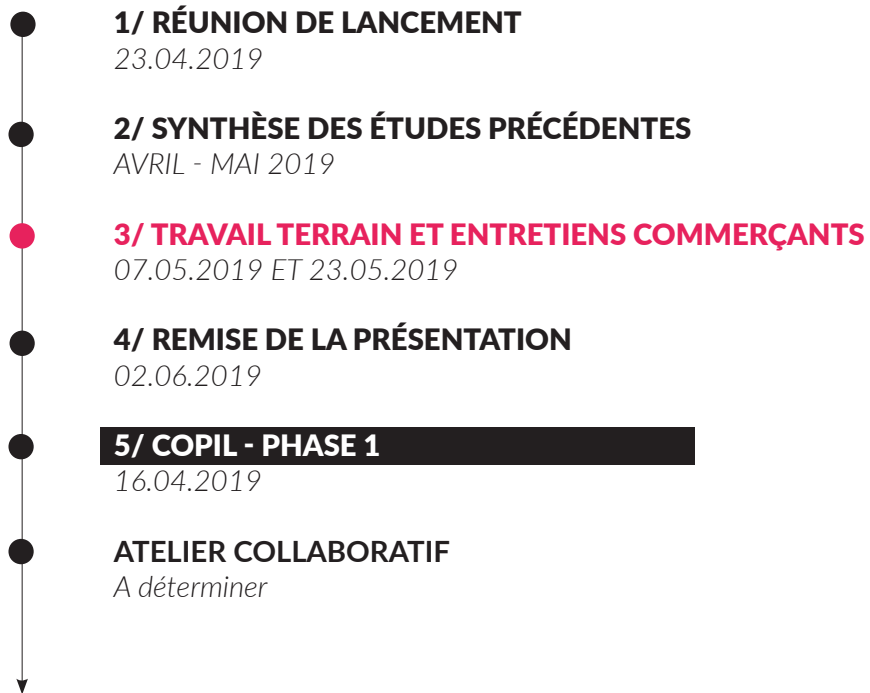 1/ RÉUNION DE LANCEMENT
23.04.2019
2/ SYNTHÈSE DES ÉTUDES PRÉCÉDENTES
AVRIL - MAI 2019
3/ TRAVAIL TERRAIN ET ENTRETIENS COMMERÇANTS
07.05.2019 ET 23.05.2019
4/ REMISE DE LA PRÉSENTATION
02.06.2019
5/ COPIL - PHASE 1
16.04.2019
ATELIER COLLABORATIF
A déterminer